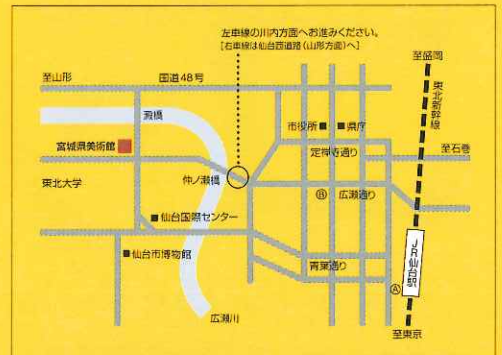 左車線の川内方面へお進みください。
[右車線は仙台西道路(山形方面)へ]
至盛岡
至山形
国道48号
東北新幹線
澱橋
市役所
県庁
宮城県美術館
定禅寺通り
至石巻
東北大学
仲ノ瀬橋
Ⓑ
広瀬通り
仙台国際センター
仙台市博物館
青葉通り
JR仙台駅
Ⓐ
広瀬川
至東京